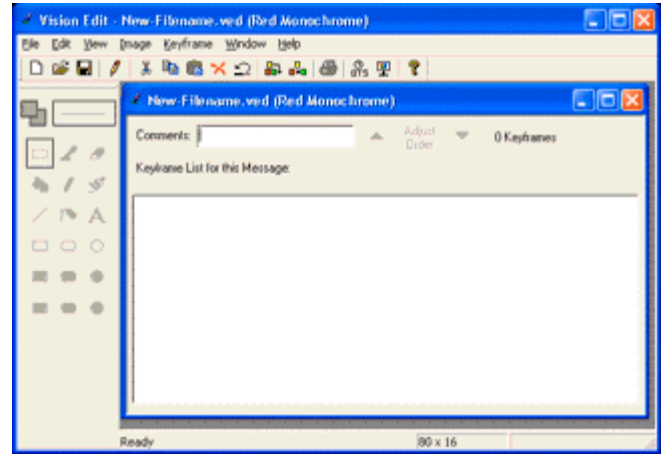 Vision Edit - New-Filename.ved (Red Monochrome)
File Edit View Image Keyframe Window Help
New-Filename.ved (Red Monochrome)
Comments: Adjust Order 0 Keyframes
Keyframe List for this Message:
A
Ready 80 x 16